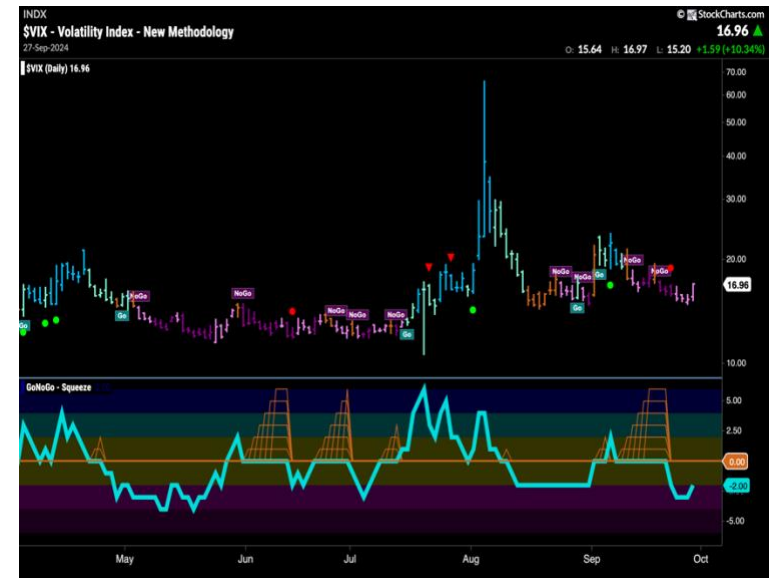 INDX © StockCharts.com
$VIX - Volatility Index - New Methodology 16.96
27-Sep-2024 O: 15.64 H: 16.97 L: 15.20 +1.59 (+10.34%)
$VIX (Daily) 16.96
70.00
60.00
50.00
40.00
30.00
20.00
16.96
10.00
Go
Go
NoGo
NoGo
NoGo
NoGo
NoGo
Go
NoGo
NoGo
Go
Go
NoGo
NoGo
GoNoGo - Squeeze
5.00
2.50
0.00
-2.00
-5.00
May Jun Jul Aug Sep Oct